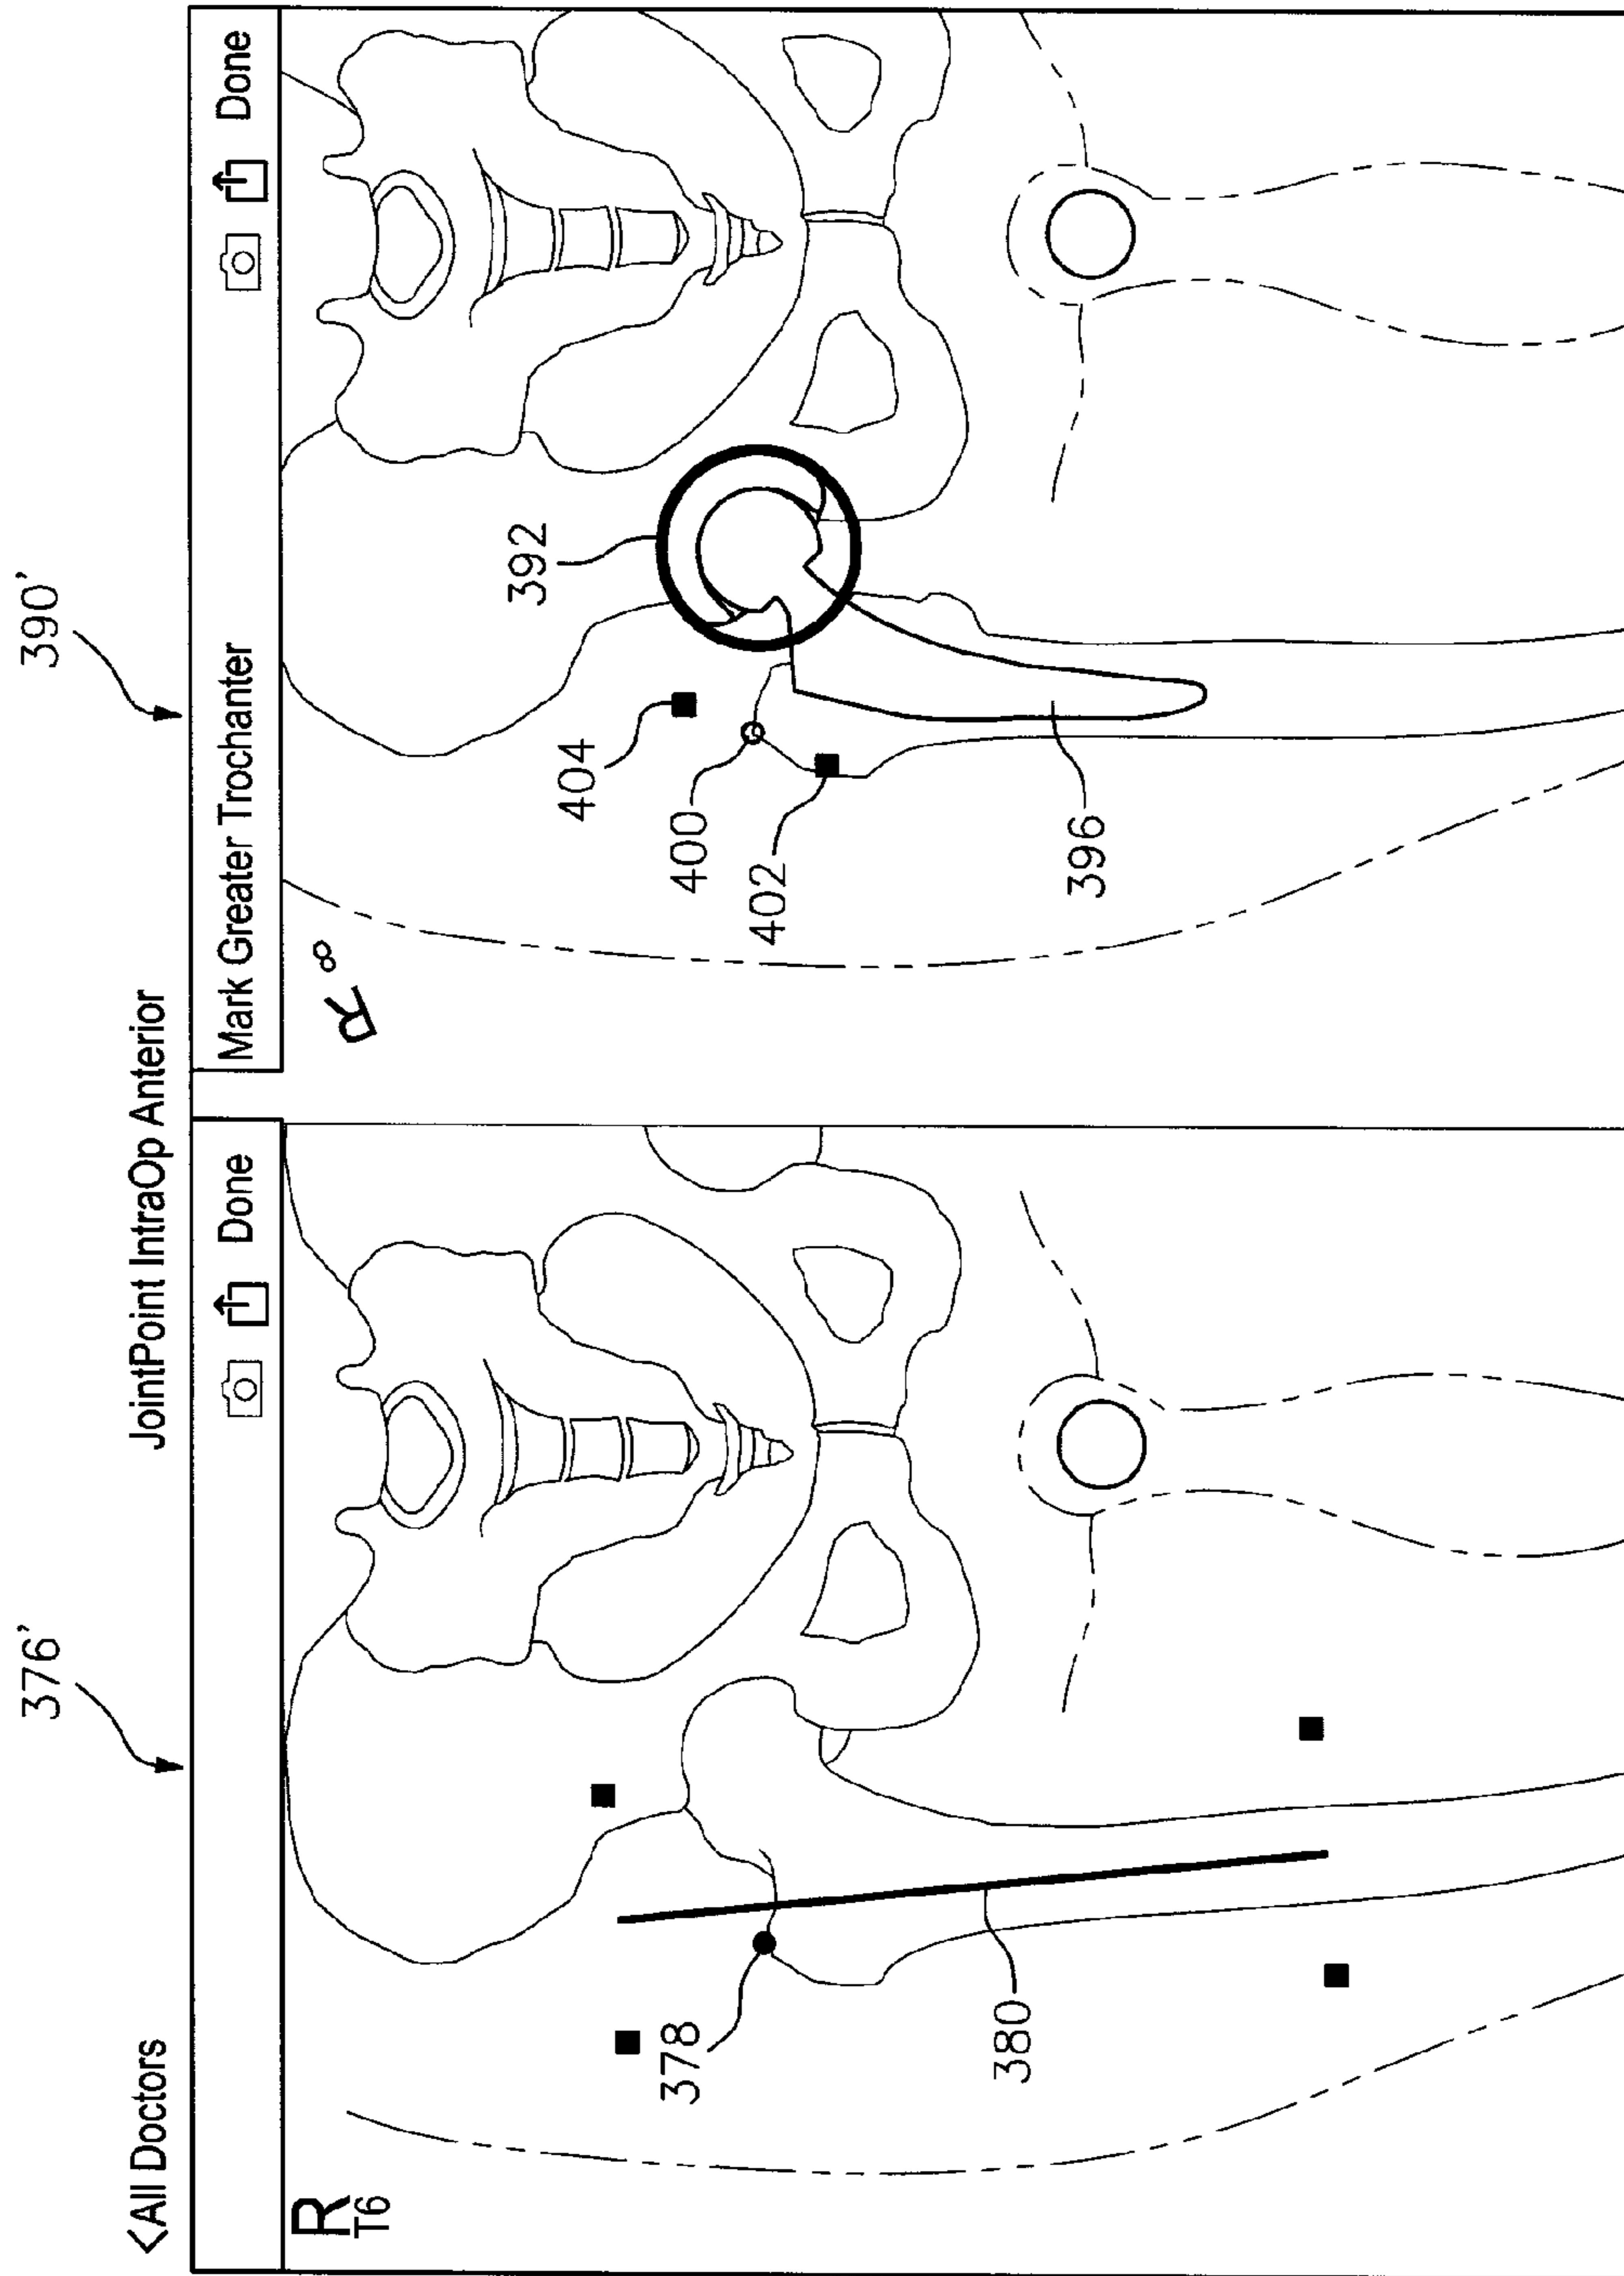 376'
390'
<All Doctors
JointPoint IntraOp Anterior
Done
Mark Greater Trochanter
Done
R
T6
378
380
R
392
404
400
402
396